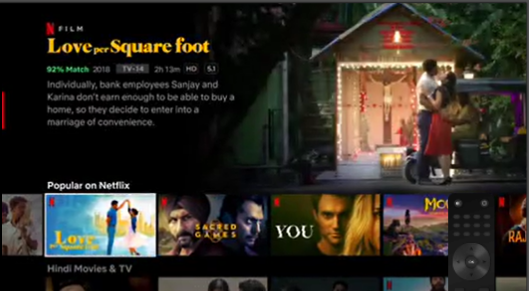 N FILM
Love per Square foot
92% Match 2018 TV-14 2h 13m HD 5.1
Individually, bank employees Sanjay and
Karina don't earn enough to be able to buy a
home, so they decide to enter into a
marriage of convenience.
Popular on Netflix
Love per Square foot
SACRED GAMES
YOU
MO
RA
Hindi Movies & TV